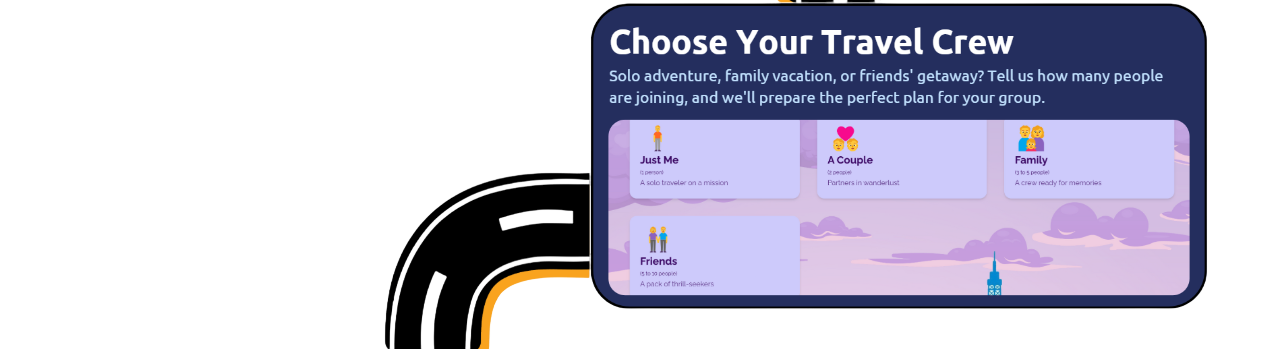 Choose Your Travel Crew
Solo adventure, family vacation, or friends' getaway? Tell us how many people
are joining, and we'll prepare the perfect plan for your group.
Just Me
(1 person)
A solo traveler on a mission
A Couple
(2 people)
Partners in wanderlust
Family
(3 to 5 people)
A crew ready for memories
Friends
(5 to 10 people)
A pack of thrill-seekers